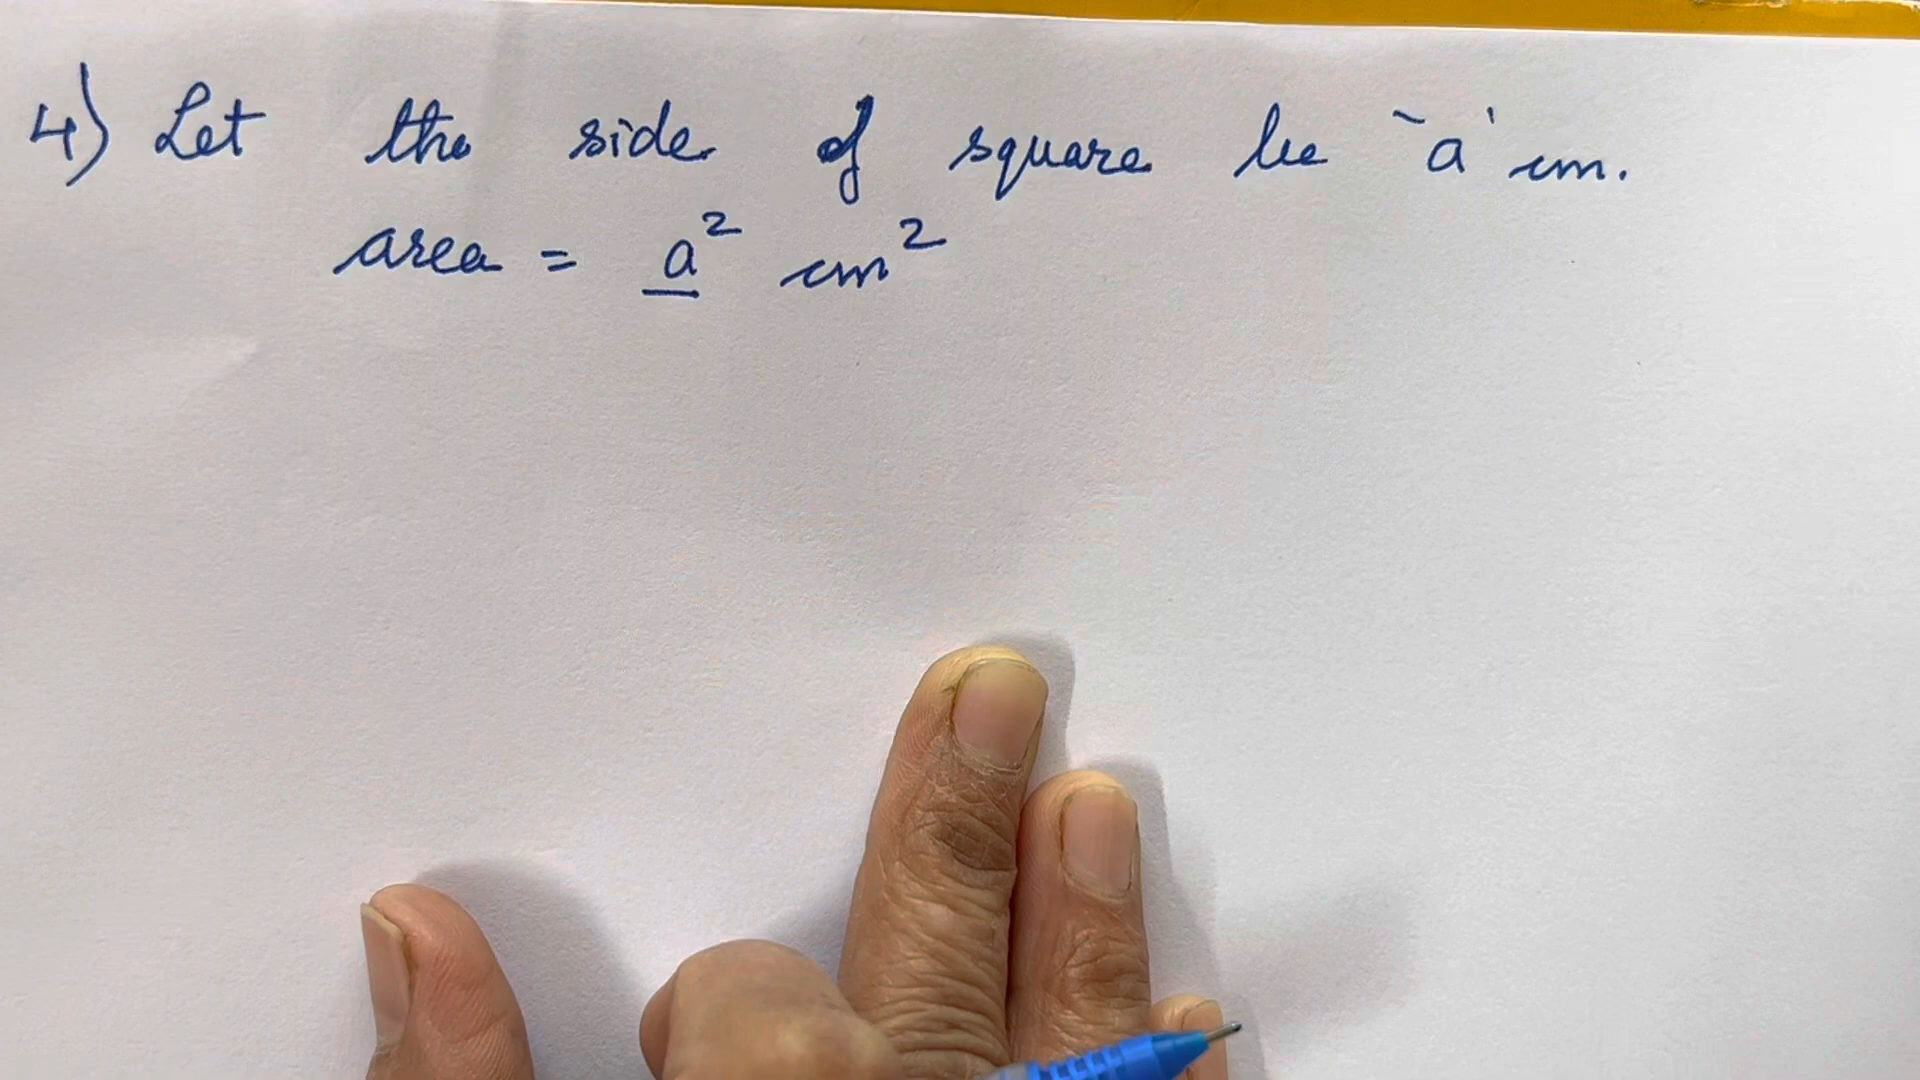 4) Let the side of square be `a' cm.
area = a² cm²